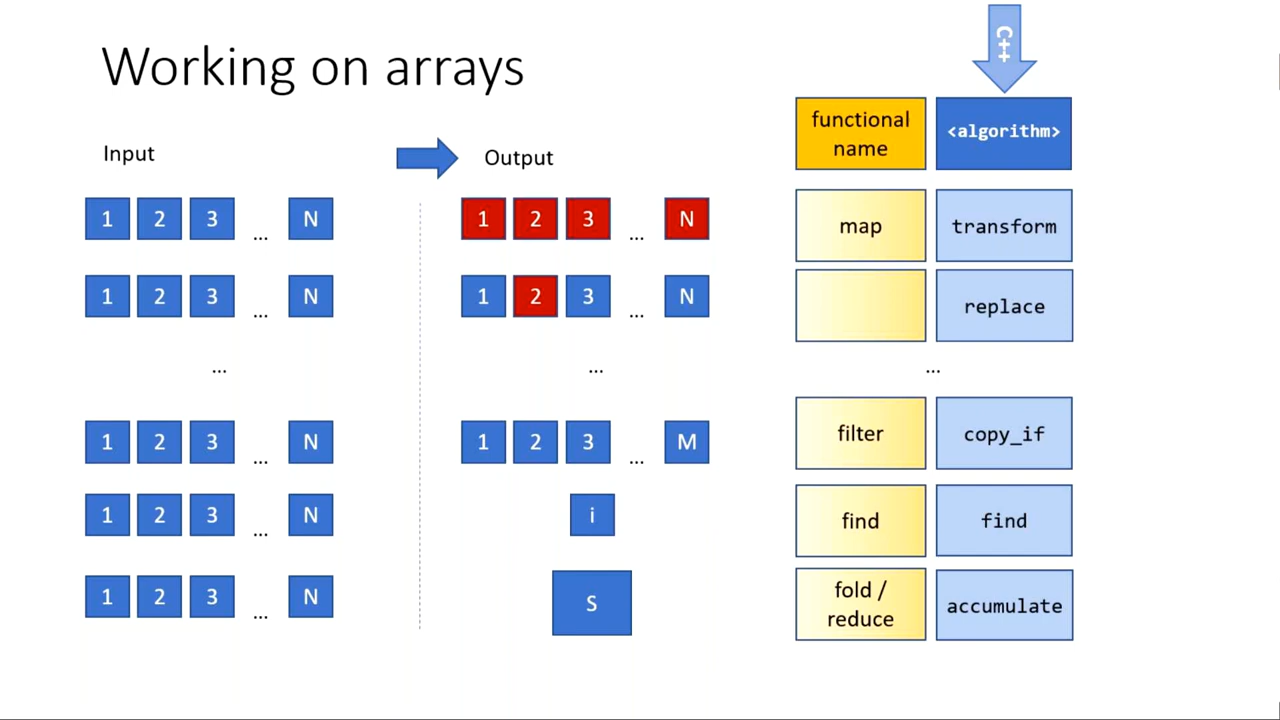 Working on arrays
C++
functional
name
<algorithm>
Input
Output
1 2 3 ... N
1 2 3 ... N
map
transform
1 2 3 ... N
1 2 3 ... N
replace
...
...
...
1 2 3 ... N
1 2 3 ... M
filter
copy_if
1 2 3 ... N
i
find
find
1 2 3 ... N
S
fold /
reduce
accumulate